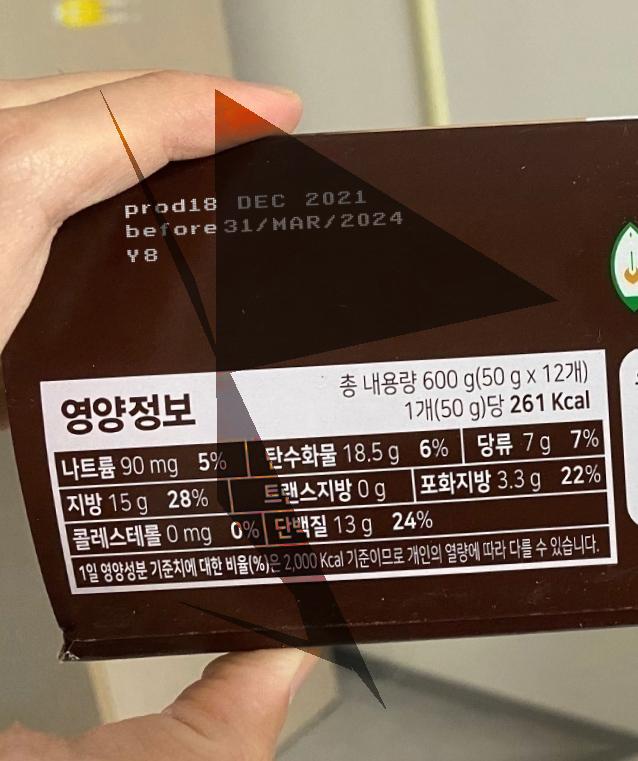 prod18 DEC 2021
before31/MAR/2024
Y8
영양정보
총 내용량 600 g(50 g x 12개)
1개(50 g)당 261 Kcal
나트륨 90 mg 5% 탄수화물 18.5 g 6% 당류 7 g 7%
지방 15 g 28% 트랜스지방 0 g 포화지방 3.3 g 22%
콜레스테롤 0 mg 0% 단백질 13 g 24%
1일 영양성분 기준치에 대한 비율(%)은 2,000 Kcal 기준이므로 개인의 열량에 따라 다를 수 있습니다.